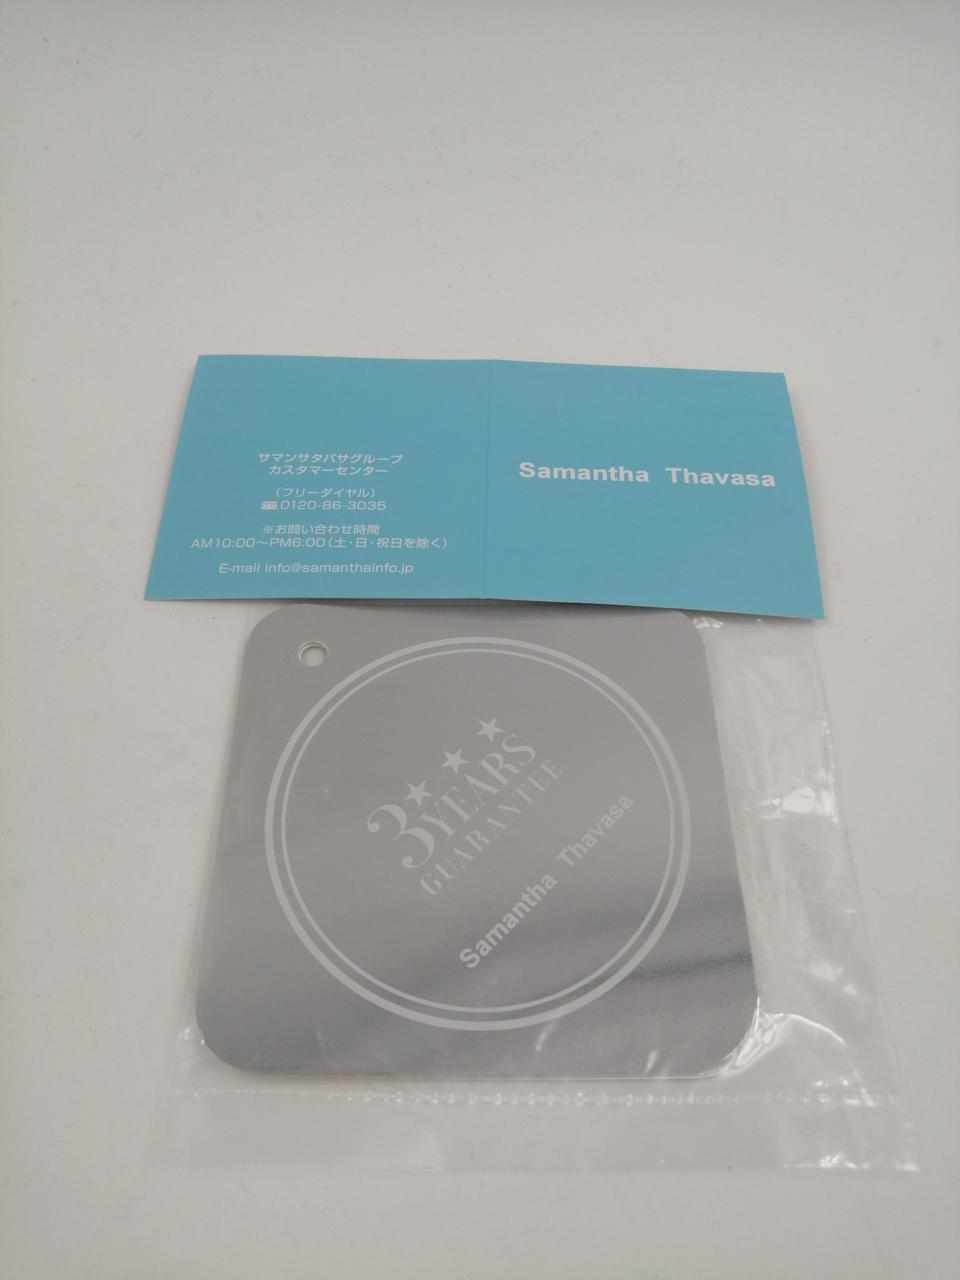 サマンサタバサグループ
カスタマーセンター
(フリーダイヤル)
0120-86-3035
※お問い合わせ時間
AM10:00〜PM6:00(土・日・祝日を除く)
E-mail info@samanthainfo.jp
Samantha Thavasa
3 YEARS
GUARANTEE
Samantha Thavasa